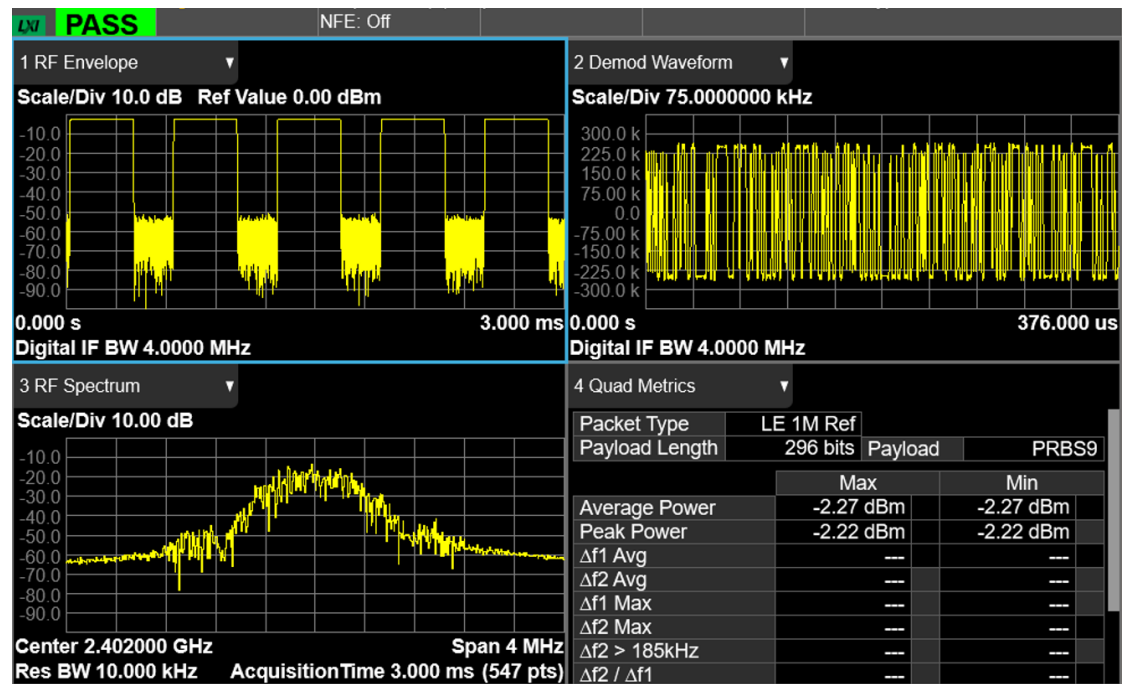 LXI PASS NFE: Off
1 RF Envelope
Scale/Div 10.0 dB Ref Value 0.00 dBm
-10.0
-20.0
-30.0
-40.0
-50.0
-60.0
-70.0
-80.0
-90.0
0.000 s 3.000 ms
Digital IF BW 4.0000 MHz
2 Demod Waveform
Scale/Div 75.0000000 kHz
300.0 k
225.0 k
150.0 k
75.00 k
0.0
-75.00 k
-150.0 k
-225.0 k
-300.0 k
0.000 s 376.000 us
Digital IF BW 4.0000 MHz
3 RF Spectrum
Scale/Div 10.00 dB
-10.0
-20.0
-30.0
-40.0
-50.0
-60.0
-70.0
-80.0
-90.0
Center 2.402000 GHz Span 4 MHz
Res BW 10.000 kHz AcquisitionTime 3.000 ms (547 pts)
4 Quad Metrics
Packet Type LE 1M Ref
Payload Length 296 bits Payload PRBS9
Max Min
Average Power -2.27 dBm -2.27 dBm
Peak Power -2.22 dBm -2.22 dBm
Δf1 Avg --- ---
Δf2 Avg --- ---
Δf1 Max --- ---
Δf2 Max --- ---
Δf2 > 185kHz --- ---
Δf2 / Δf1 --- ---